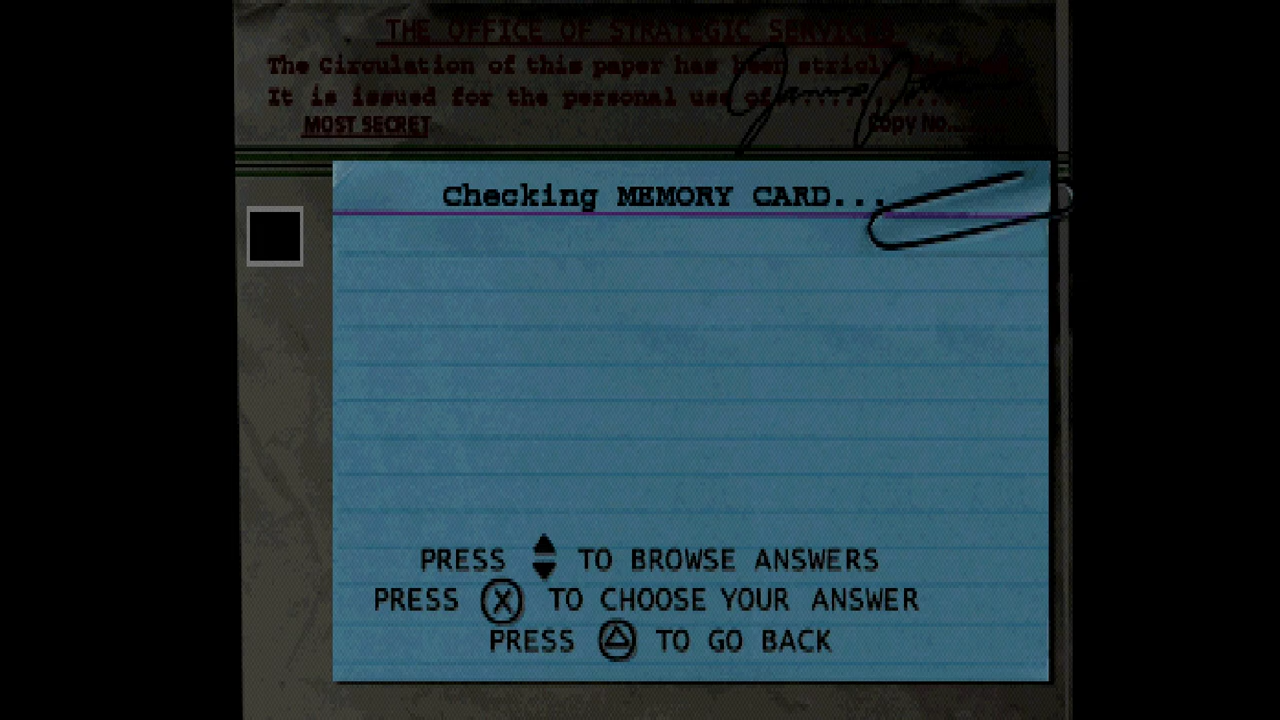 THE OFFICE OF STRATEGIC SERVICES
The Circulation of this paper has been stricly
It is issued for the personal use of..............
MOST SECRET
Copy No....
Checking MEMORY CARD...
PRESS TO BROWSE ANSWERS
PRESS X TO CHOOSE YOUR ANSWER
PRESS TO GO BACK